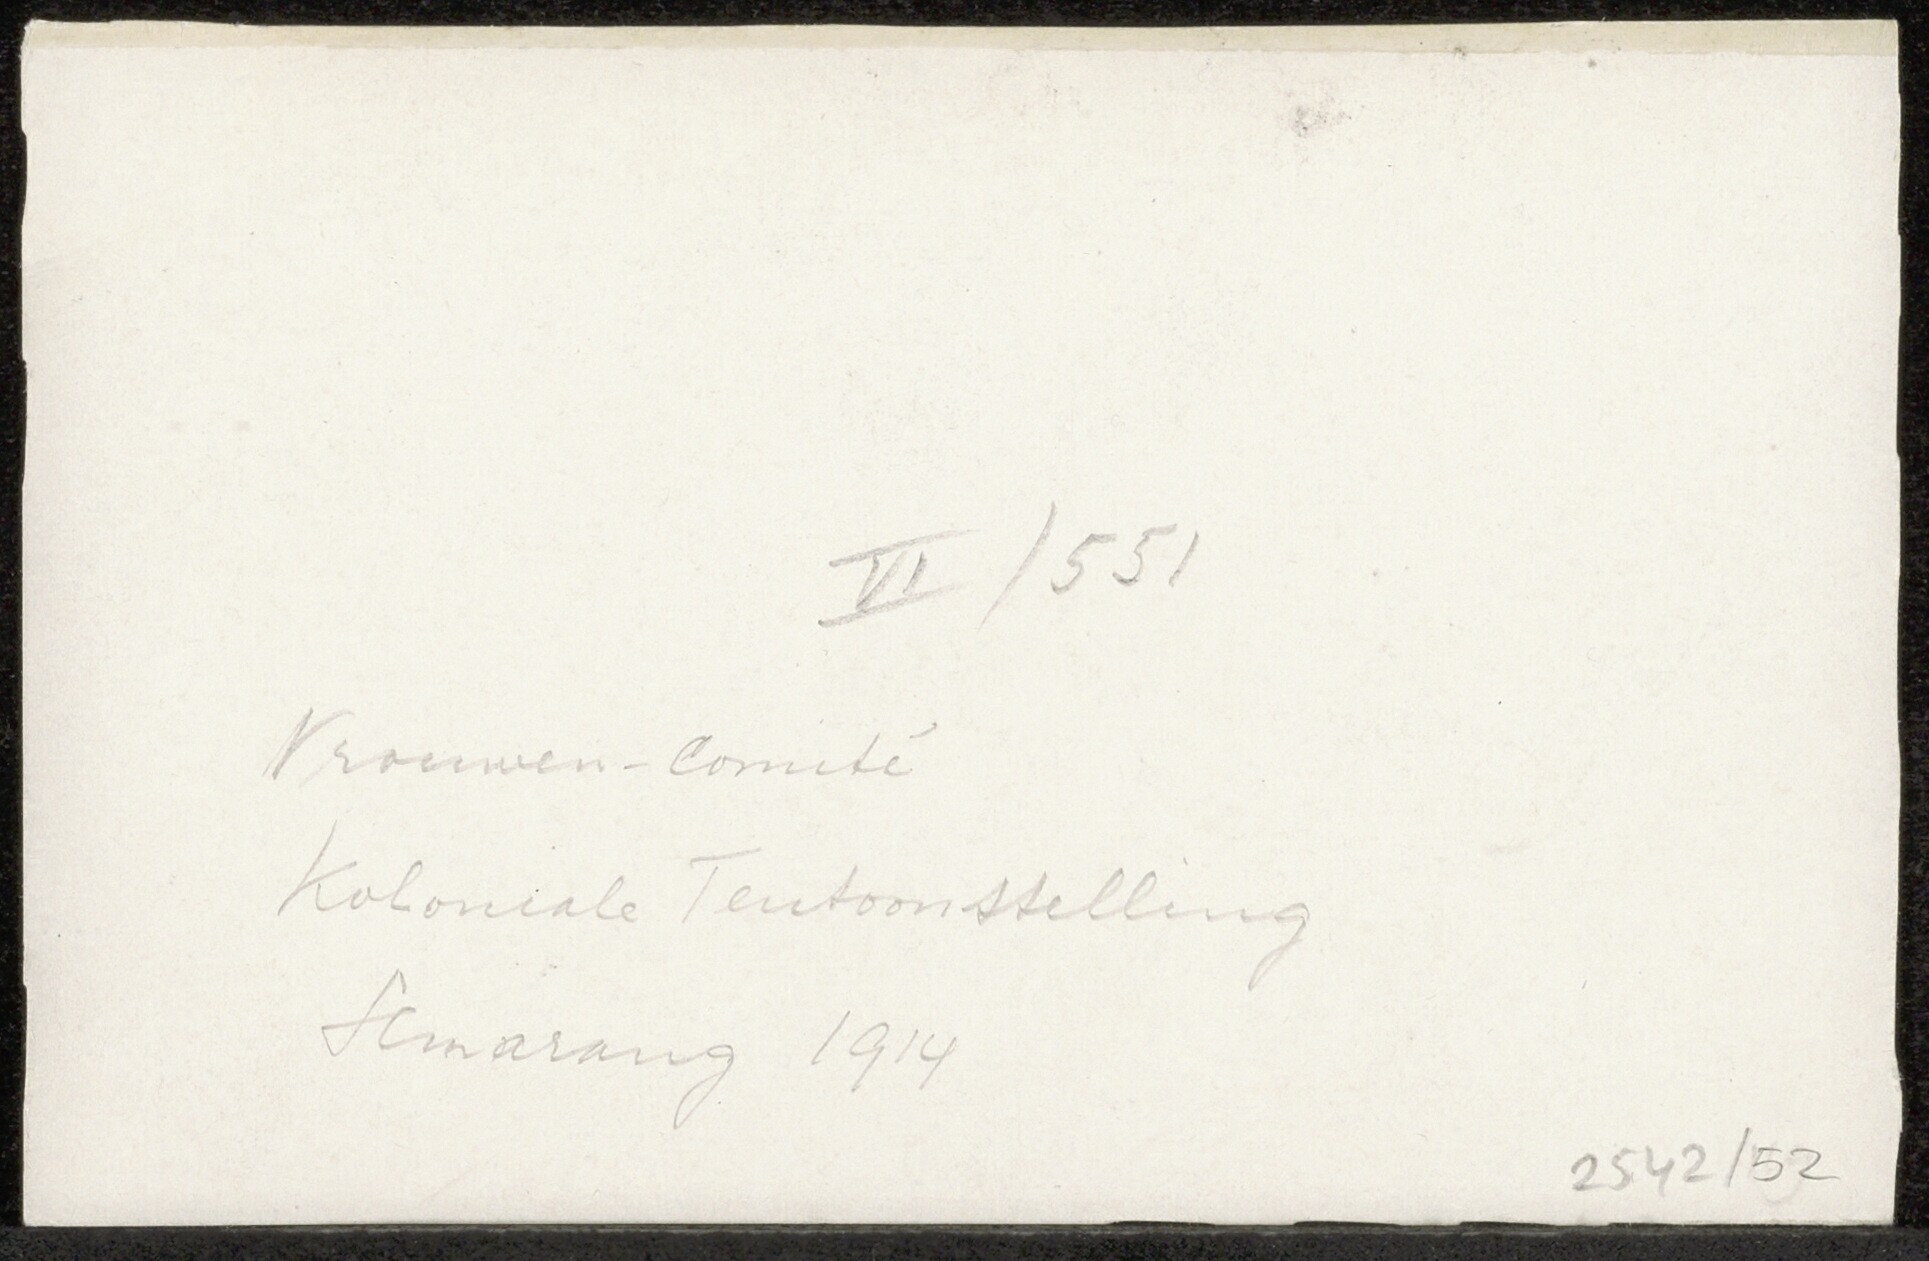 VI / 551
Vrouwen-Comité
Koloniale Tentoonstelling
Semarang 1914
2542/52